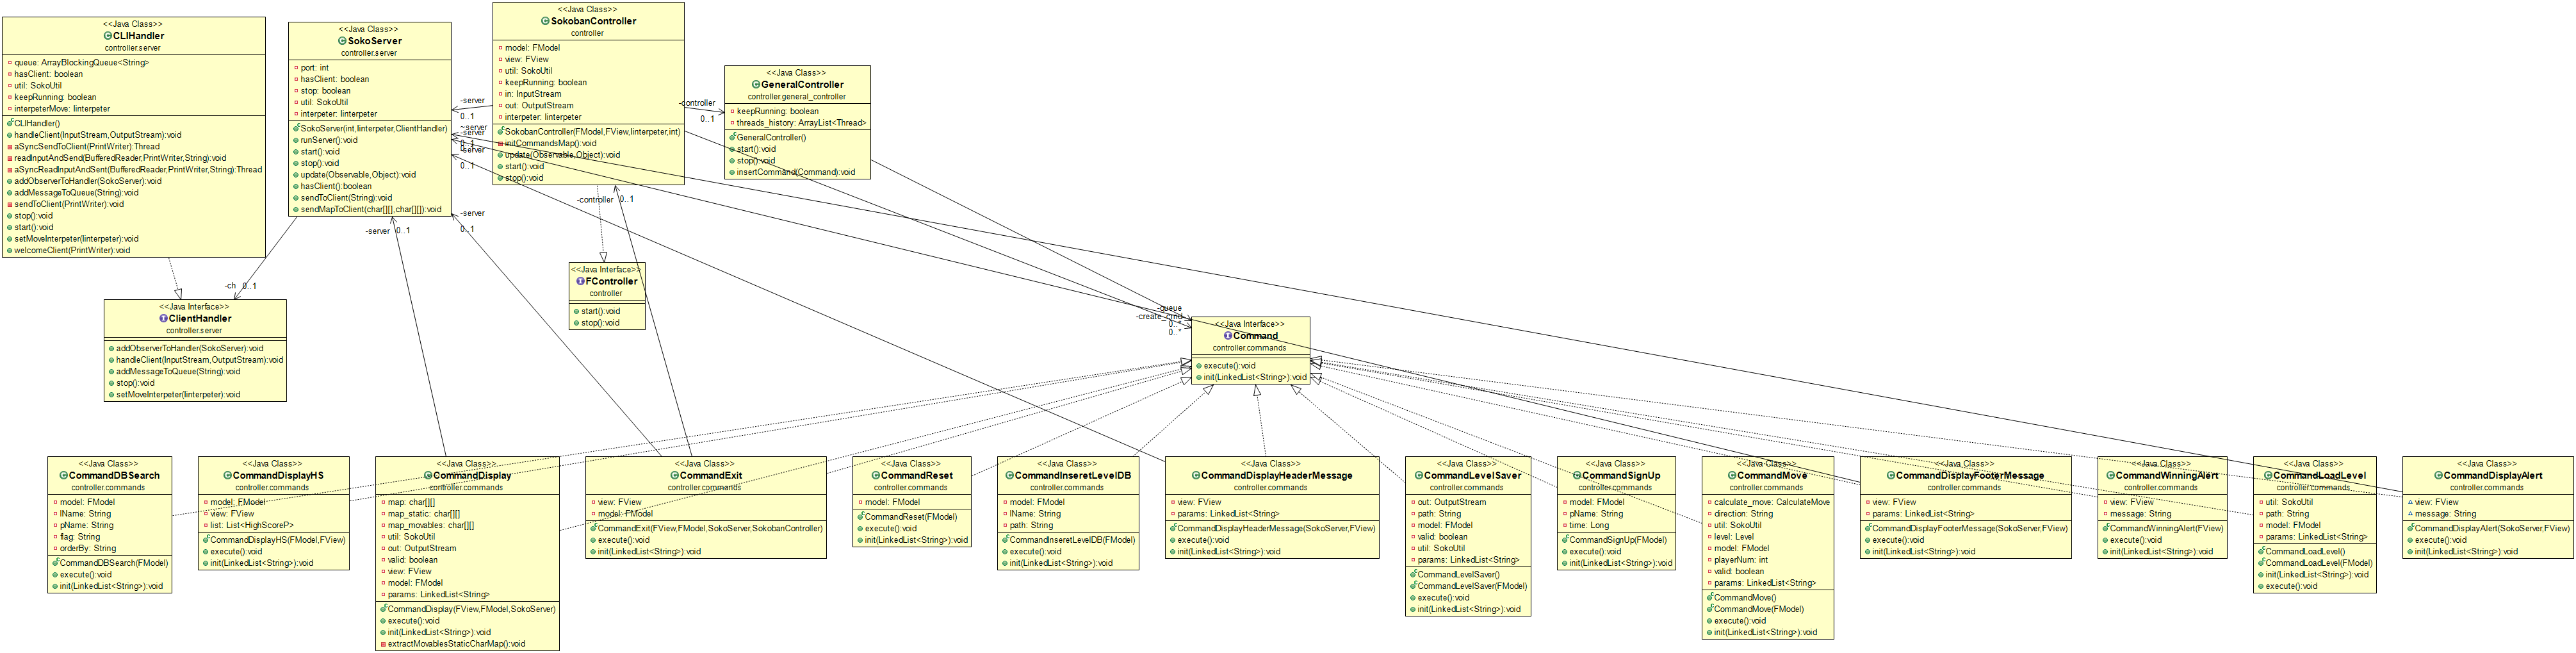 <<Java Class>>
CLIHandler
controller.server
queue: ArrayBlockingQueue<String>
hasClient: boolean
util: SokoUtil
keepRunning: boolean
interpeterMove: Iinterpeter
CLIHandler()
handleClient(InputStream,OutputStream):void
aSyncSendToClient(PrintWriter):Thread
readInputAndSend(BufferedReader,PrintWriter,String):void
aSyncReadInputAndSent(BufferedReader,PrintWriter,String):Thread
addObserverToHandler(SokoServer):void
addMessageToQueue(String):void
sendToClient(PrintWriter):void
stop():void
start():void
setMoveInterpeter(Iinterpeter):void
welcomeClient(PrintWriter):void
<<Java Class>>
SokoServer
controller.server
port: int
hasClient: boolean
stop: boolean
util: SokoUtil
interpeter: Iinterpeter
SokoServer(int,Iinterpeter,ClientHandler)
runServer():void
start():void
stop():void
update(Observable,Object):void
hasClient():boolean
sendToClient(String):void
sendMapToClient(char[][],char[][]):void
<<Java Class>>
SokobanController
controller
model: FModel
view: FView
util: SokoUtil
keepRunning: boolean
in: InputStream
out: OutputStream
interpeter: Iinterpeter
SokobanController(FModel,FView,Iinterpeter,int)
initCommandsMap():void
update(Observable,Object):void
start():void
stop():void
<<Java Class>>
GeneralController
controller.general_controller
keepRunning: boolean
threads_history: ArrayList<Thread>
GeneralController()
start():void
stop():void
insertCommand(Command):void
-server
0..1
~server
-server
-server
0..1
-controller
0..1
-server
0..1
-server 0..1
-controller 0..1
-ch 0..1
<<Java Interface>>
ClientHandler
controller.server
addObserverToHandler(SokoServer):void
handleClient(InputStream,OutputStream):void
addMessageToQueue(String):void
stop():void
setMoveInterpeter(Iinterpeter):void
<<Java Interface>>
FController
controller
start():void
stop():void
-queue
-create_cmd
0..*
0..*
<<Java Interface>>
Command
controller.commands
execute():void
init(LinkedList<String>):void
<<Java Class>>
CommandDBSearch
controller.commands
model: FModel
lName: String
pName: String
flag: String
orderBy: String
CommandDBSearch(FModel)
execute():void
init(LinkedList<String>):void
<<Java Class>>
CommandDisplayHS
controller.commands
model: FModel
view: FView
list: List<HighScoreP>
CommandDisplayHS(FModel,FView)
execute():void
init(LinkedList<String>):void
<<Java Class>>
CommandDisplay
controller.commands
map: char[][]
map_static: char[][]
map_movables: char[][]
util: SokoUtil
out: OutputStream
valid: boolean
view: FView
model: FModel
params: LinkedList<String>
CommandDisplay(FView,FModel,SokoServer)
execute():void
init(LinkedList<String>):void
extractMovablesStaticCharMap():void
<<Java Class>>
CommandExit
controller.commands
view: FView
model: FModel
CommandExit(FView,FModel,SokoServer,SokobanController)
execute():void
init(LinkedList<String>):void
<<Java Class>>
CommandReset
controller.commands
model: FModel
CommandReset(FModel)
execute():void
init(LinkedList<String>):void
<<Java Class>>
CommandInseretLevelDB
controller.commands
model: FModel
lName: String
path: String
CommandInseretLevelDB(FModel)
execute():void
init(LinkedList<String>):void
<<Java Class>>
CommandDisplayHeaderMessage
controller.commands
view: FView
params: LinkedList<String>
CommandDisplayHeaderMessage(SokoServer,FView)
execute():void
init(LinkedList<String>):void
<<Java Class>>
CommandLevelSaver
controller.commands
out: OutputStream
path: String
model: FModel
valid: boolean
util: SokoUtil
params: LinkedList<String>
CommandLevelSaver()
CommandLevelSaver(FModel)
execute():void
init(LinkedList<String>):void
<<Java Class>>
CommandSignUp
controller.commands
model: FModel
pName: String
time: Long
CommandSignUp(FModel)
execute():void
init(LinkedList<String>):void
<<Java Class>>
CommandMove
controller.commands
calculate_move: CalculateMove
direction: String
util: SokoUtil
level: Level
model: FModel
playerNum: int
valid: boolean
params: LinkedList<String>
CommandMove()
CommandMove(FModel)
execute():void
init(LinkedList<String>):void
<<Java Class>>
CommandDisplayFooterMessage
controller.commands
view: FView
params: LinkedList<String>
CommandDisplayFooterMessage(SokoServer,FView)
execute():void
init(LinkedList<String>):void
<<Java Class>>
CommandWinningAlert
controller.commands
view: FView
message: String
CommandWinningAlert(FView)
execute():void
init(LinkedList<String>):void
<<Java Class>>
CommandLoadLevel
controller.commands
util: SokoUtil
path: String
model: FModel
params: LinkedList<String>
CommandLoadLevel()
CommandLoadLevel(FModel)
init(LinkedList<String>):void
execute():void
<<Java Class>>
CommandDisplayAlert
controller.commands
view: FView
message: String
CommandDisplayAlert(SokoServer,FView)
execute():void
init(LinkedList<String>):void